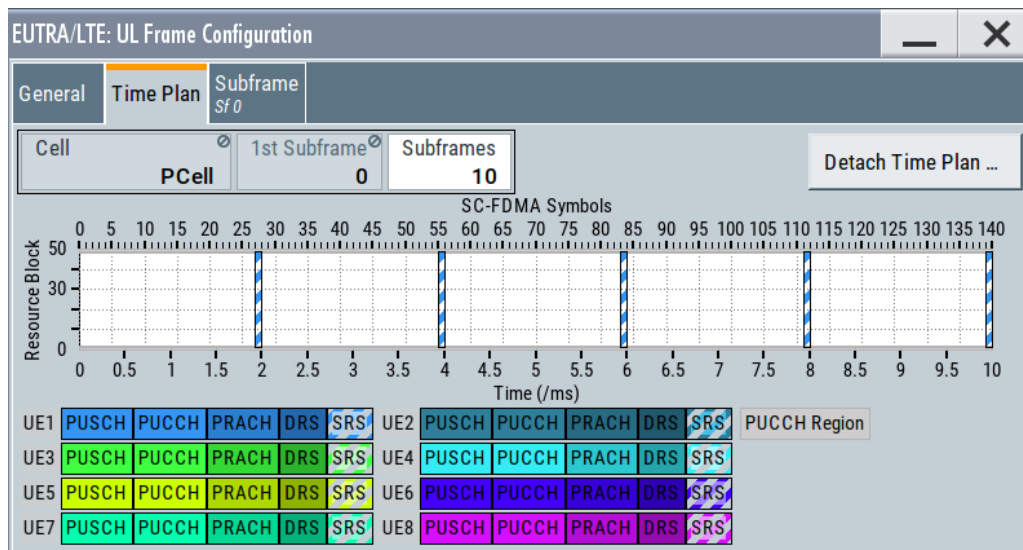 EUTRA/LTE: UL Frame Configuration
General Time Plan Subframe
Sf 0
Cell 1st Subframe Subframes
PCell 0 10
Detach Time Plan ...
SC-FDMA Symbols
0 5 10 15 20 25 30 35 40 45 50 55 60 65 70 75 80 85 90 95 100 105 110 115 120 125 130 135 140
Resource Block
50
30
0
0 0.5 1 1.5 2 2.5 3 3.5 4 4.5 5 5.5 6 6.5 7 7.5 8 8.5 9 9.5 10
Time (/ms)
UE1 PUSCH PUCCH PRACH DRS SRS UE2 PUSCH PUCCH PRACH DRS SRS PUCCH Region
UE3 PUSCH PUCCH PRACH DRS SRS UE4 PUSCH PUCCH PRACH DRS SRS
UE5 PUSCH PUCCH PRACH DRS SRS UE6 PUSCH PUCCH PRACH DRS SRS
UE7 PUSCH PUCCH PRACH DRS SRS UE8 PUSCH PUCCH PRACH DRS SRS